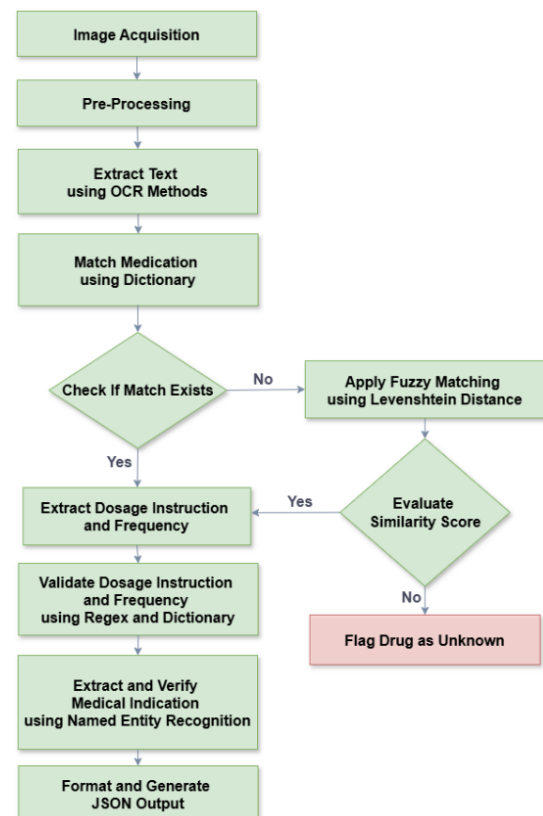 Image Acquisition
Pre-Processing
Extract Text
using OCR Methods
Match Medication
using Dictionary
Check If Match Exists
No
Apply Fuzzy Matching
using Levenshtein Distance
Yes
Extract Dosage Instruction
and Frequency
Yes
Evaluate
Similarity Score
No
Flag Drug as Unknown
Validate Dosage Instruction
and Frequency
using Regex and Dictionary
Extract and Verify
Medical Indication
using Named Entity Recognition
Format and Generate
JSON Output